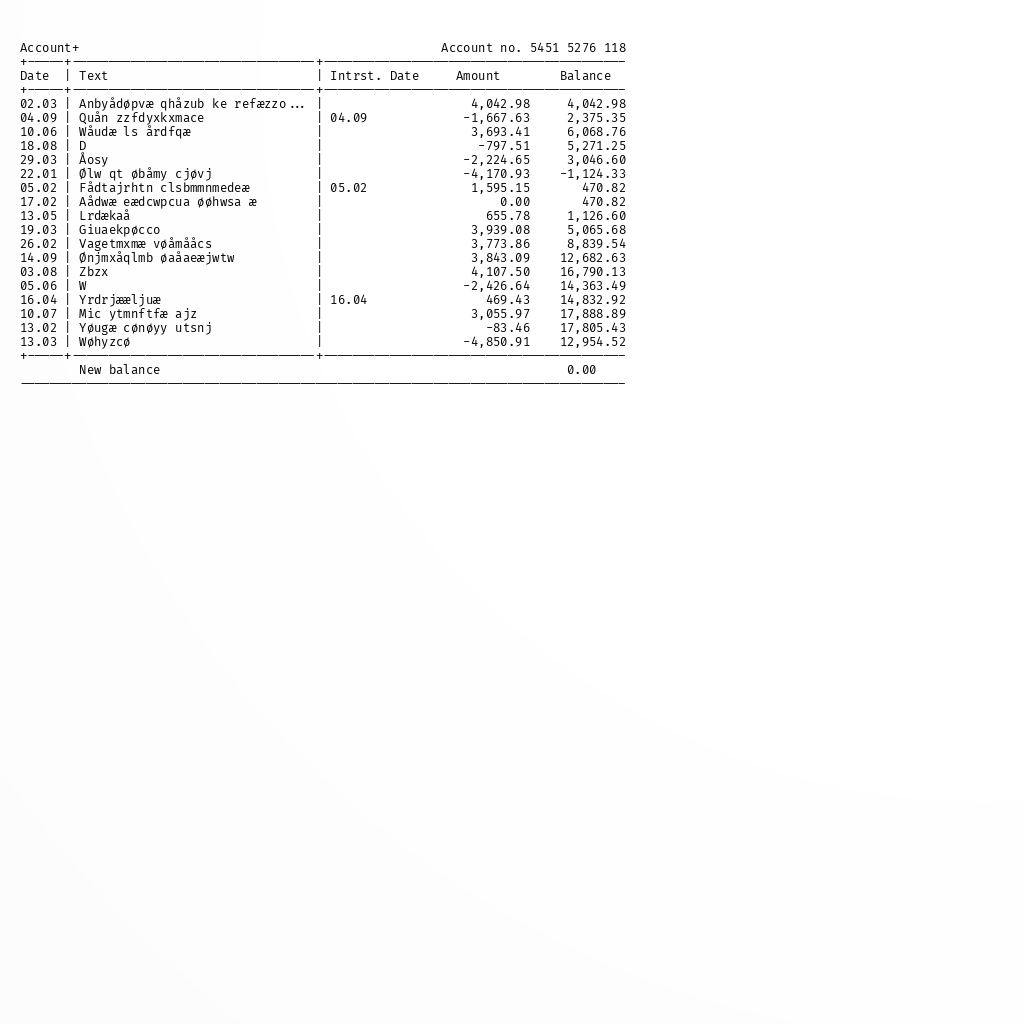 Account+ Account no. 5451 5276 118
+-----+---------------------------------+-----------------------------------------
Date | Text | Intrst. Date Amount Balance
+-----+---------------------------------+-----------------------------------------
02.03 | Anbyådøpvæ qhåzub ke refæzzo... | 4,042.98 4,042.98
04.09 | Quån zzfdyxkxmace | 04.09 -1,667.63 2,375.35
10.06 | Wåudæ ls årdfqæ | 3,693.41 6,068.76
18.08 | D | -797.51 5,271.25
29.03 | Åosy | -2,224.65 3,046.60
22.01 | Ølw qt øbåmy cjøvj | -4,170.93 -1,124.33
05.02 | Fådtajrhtn clsbmmnmedeæ | 05.02 1,595.15 470.82
17.02 | Aådwæ eædcwpcua øøhwsa æ | 0.00 470.82
13.05 | Lrdækaå | 655.78 1,126.60
19.03 | Giuaekpøcco | 3,939.08 5,065.68
26.02 | Vagetmxmæ vøåmåàcs | 3,773.86 8,839.54
14.09 | Ønjmxåqlmb øaåaeæjwtw | 3,843.09 12,682.63
03.08 | Zbzx | 4,107.50 16,790.13
05.06 | W | -2,426.64 14,363.49
16.04 | Yrdrjææljuæ | 16.04 469.43 14,832.92
10.07 | Mic ytmnftfæ ajz | 3,055.97 17,888.89
13.02 | Yøugæ cønøyy utsnj | -83.46 17,805.43
13.03 | Wøhyzcø | -4,850.91 12,954.52
+-----+---------------------------------+-----------------------------------------
New balance 0.00
----------------------------------------------------------------------------------